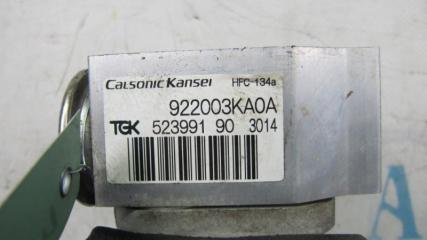 CALSONIC KANSEI HFC-134a
922003KA0A
TGK 523991 90 3014
A